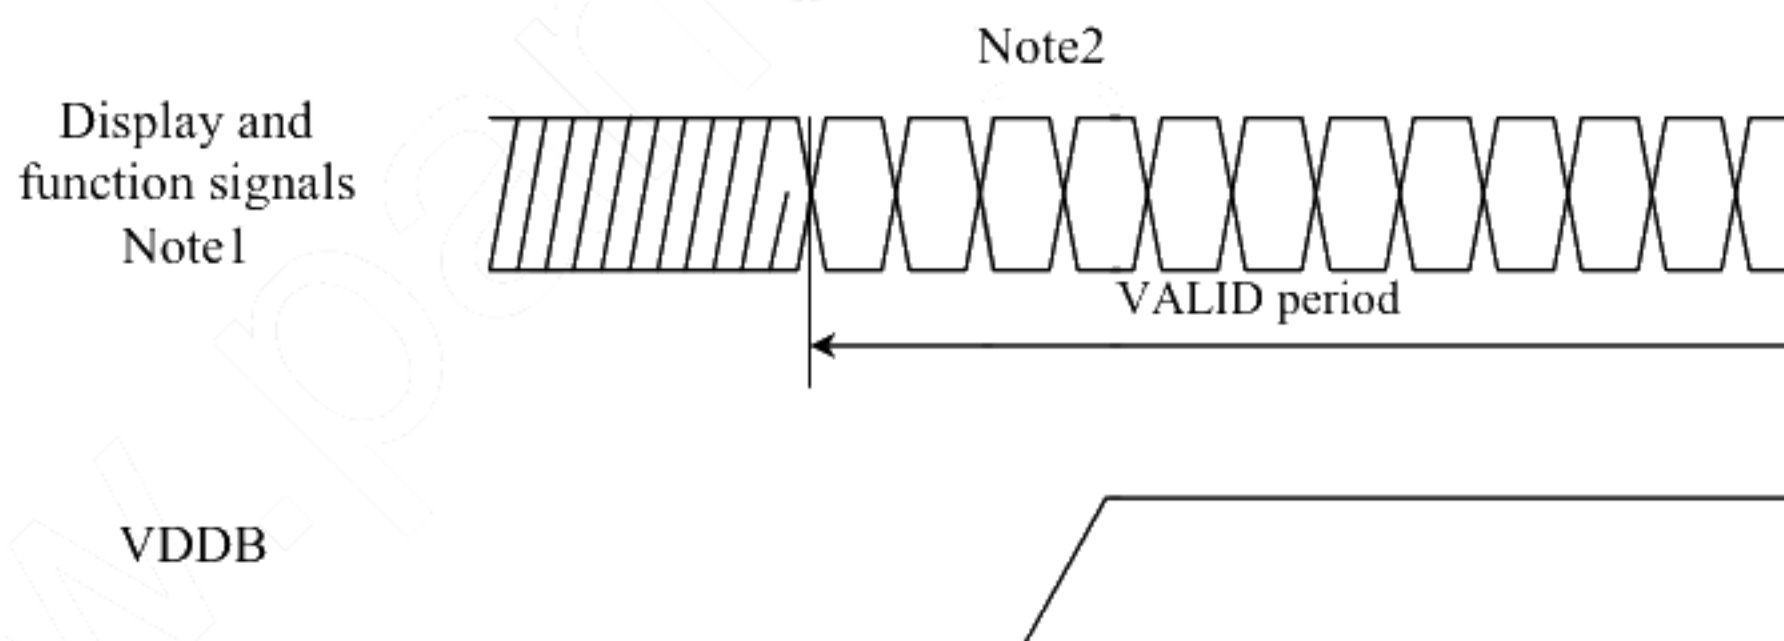 Note2
Display and
function signals
Note1
VALID period
VDDB